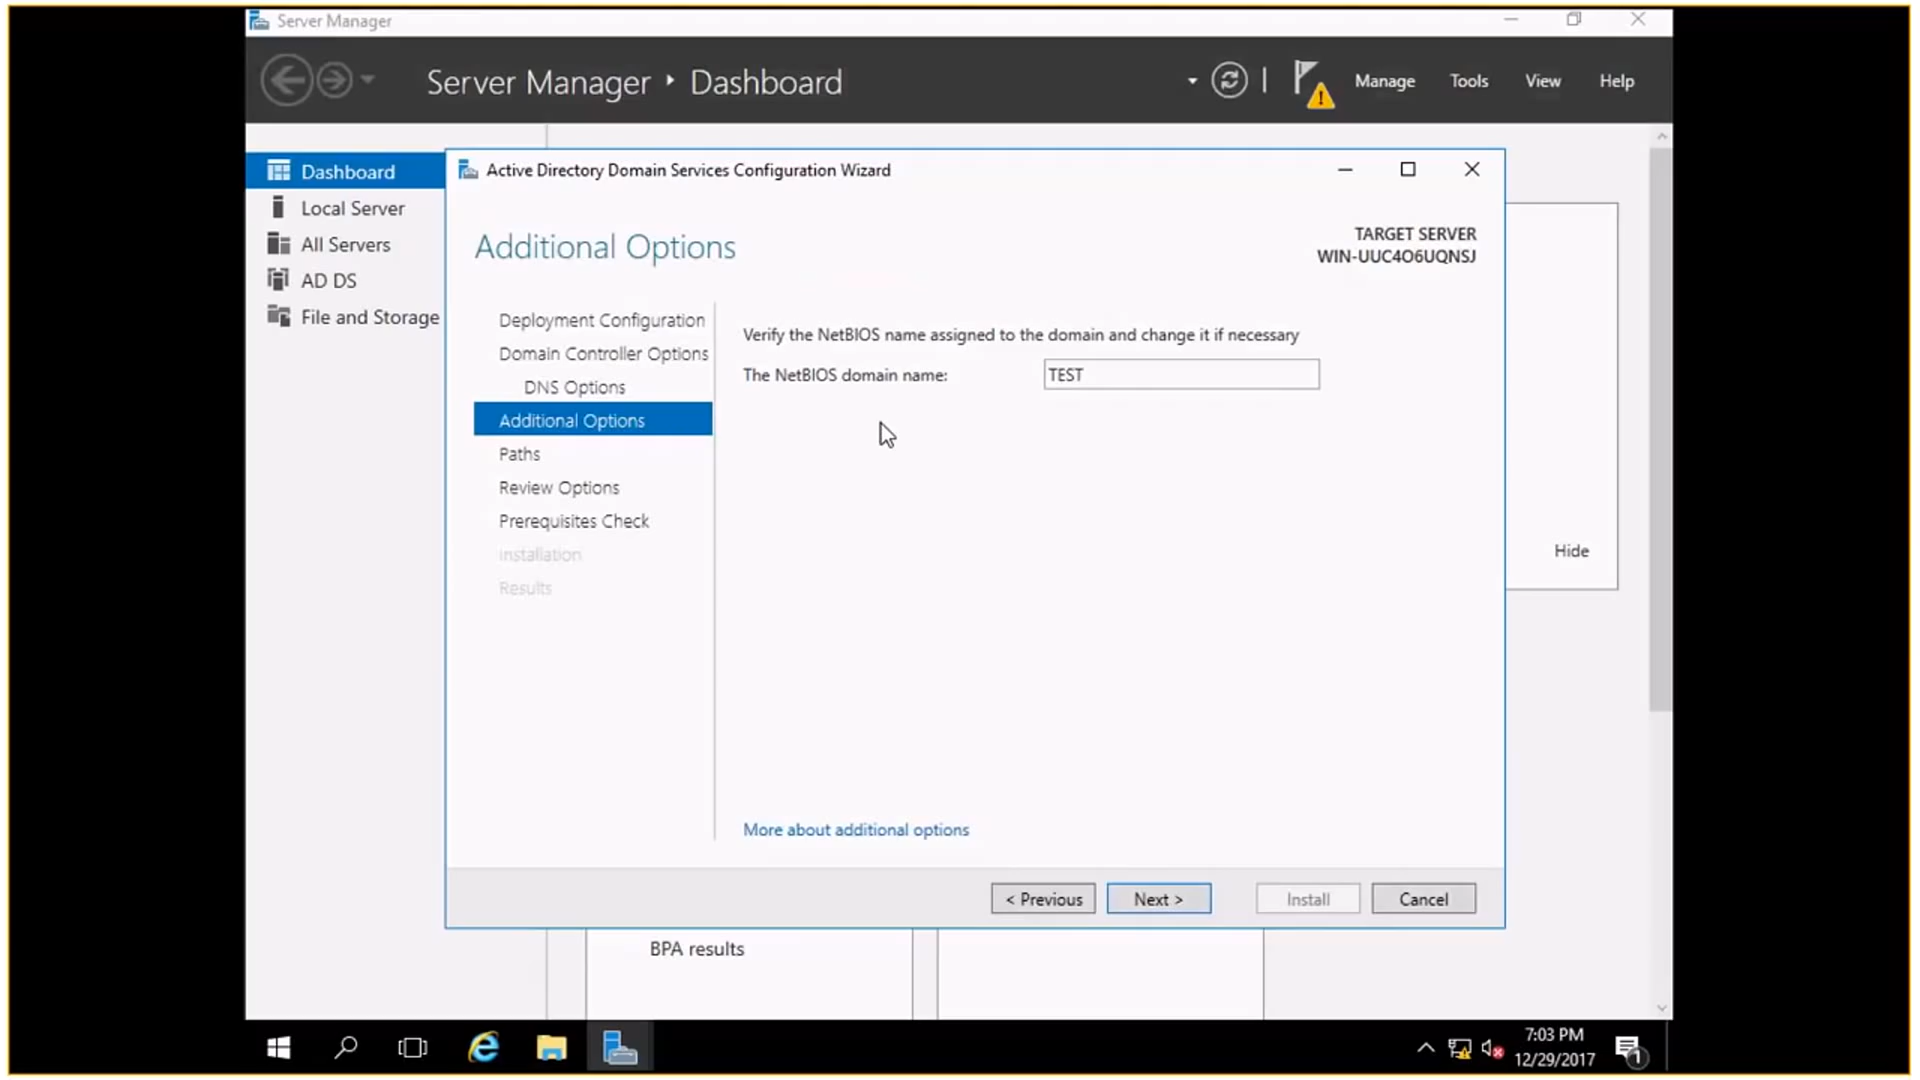 Server Manager
Server Manager ‣ Dashboard
Manage
Tools
View
Help
Dashboard
Local Server
All Servers
AD DS
File and Storage
Active Directory Domain Services Configuration Wizard
Additional Options
TARGET SERVER
WIN-UUC4O6UQNSJ
Deployment Configuration
Domain Controller Options
DNS Options
Additional Options
Paths
Review Options
Prerequisites Check
Installation
Results
Verify the NetBIOS name assigned to the domain and change it if necessary
The NetBIOS domain name:
TEST
More about additional options
< Previous
Next >
Install
Cancel
Hide
BPA results
7:03 PM
12/29/2017
1